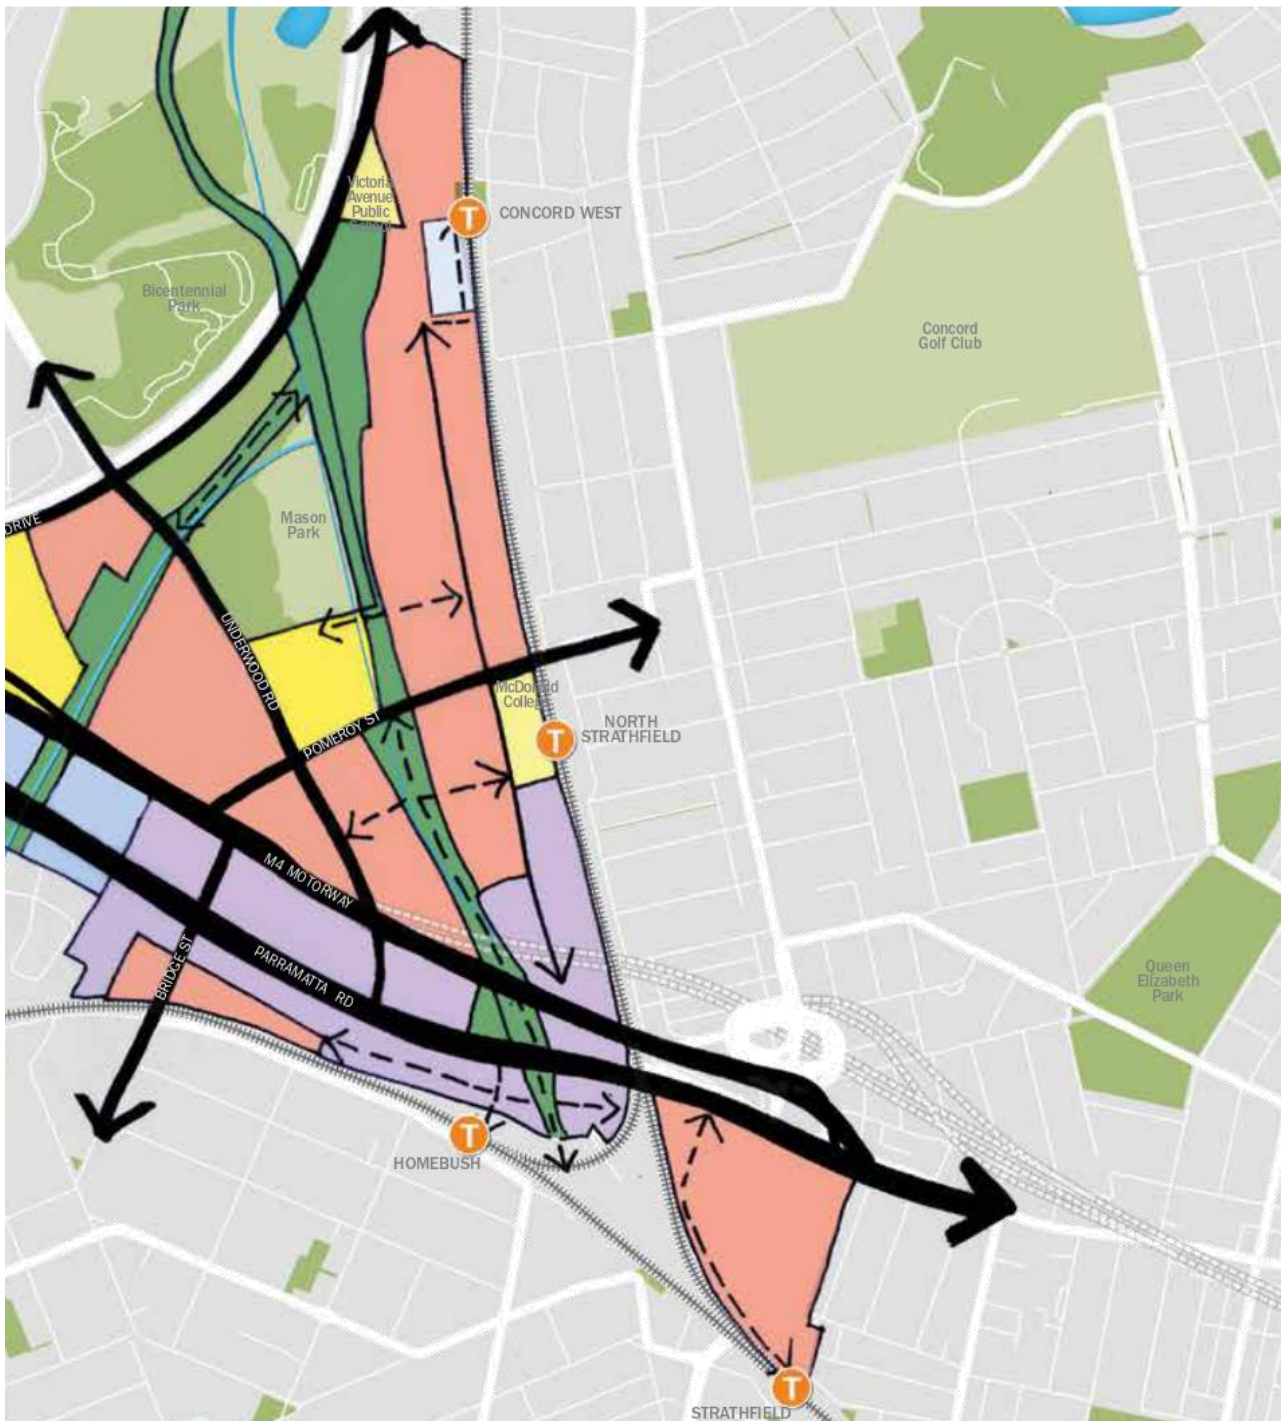 Victoria
Avenue
Public
School
T
CONCORD WEST
Bicentennial
Park
Concord
Golf Club
DRIVE
Mason
Park
UNDERWOOD RD
McDonald
College
T
NORTH
STRATHFIELD
POMEROY ST
M4 MOTORWAY
PARRAMATTA RD
BRIDGE ST
Queen
Elizabeth
Park
T
HOMEBUSH
T
STRATHFIELD